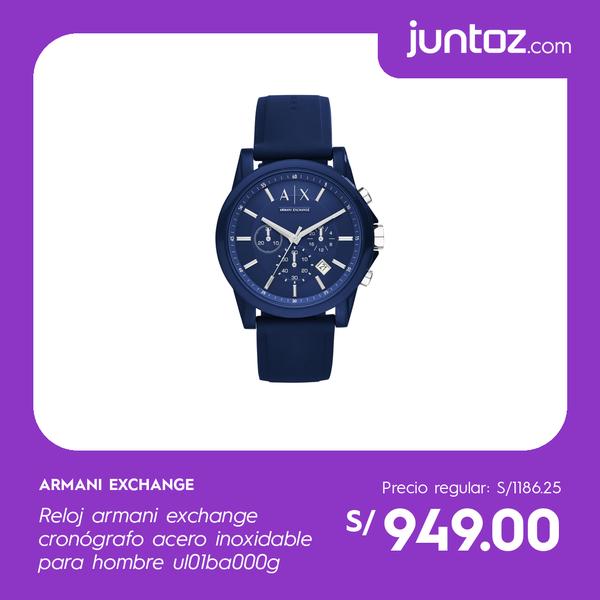 juntoz.com
A|X
ARMANI EXCHANGE
ARMANI EXCHANGE
Reloj armani exchange
cronógrafo acero inoxidable
para hombre ul01ba000g
Precio regular: S/1186.25
S/ 949.00